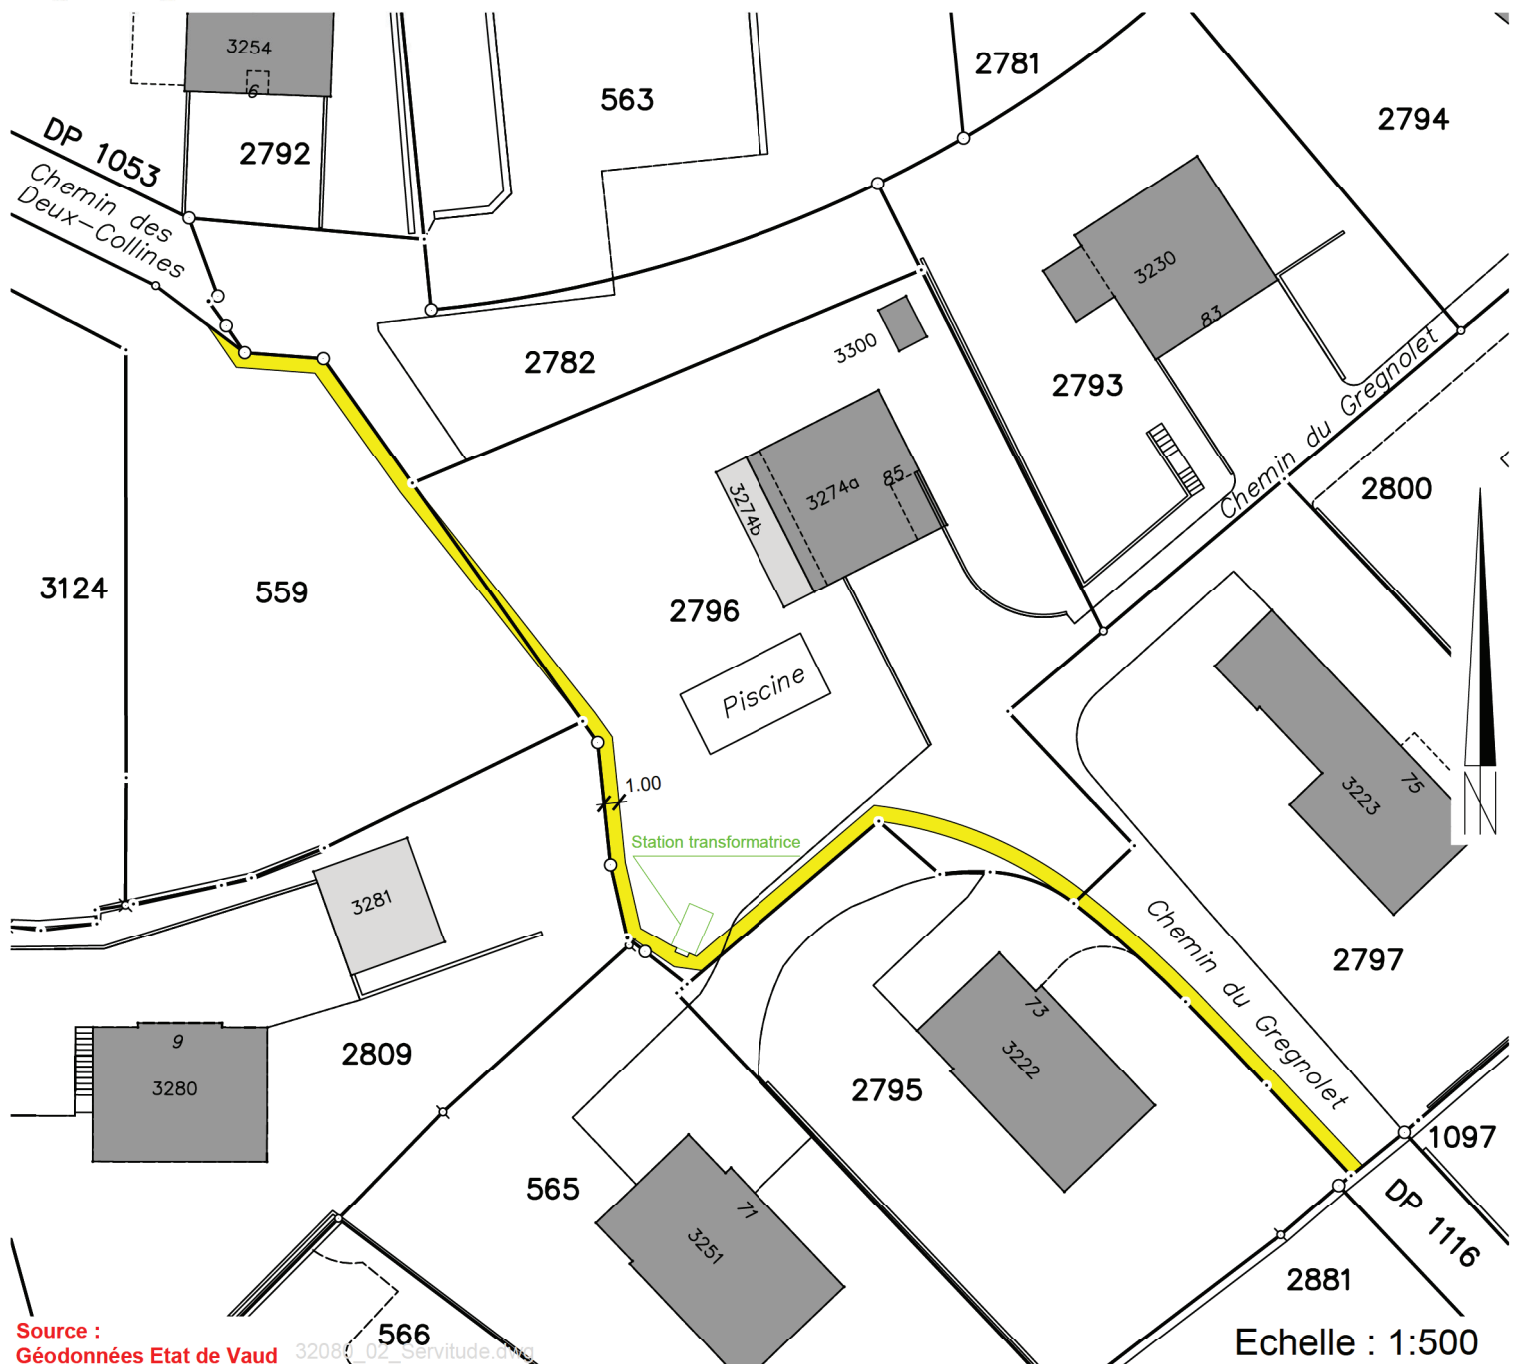 3254
6
563
2781
2794
DP 1053
2792
Chemin des
Deux-Collines
3230
83
3300
2782
2793
Chemin du Gregnolet
3274b
3274a
85
2800
3124
559
2796
Piscine
1.00
Station transformatrice
3223
75
3281
Chemin du Gregnolet
2797
9
3280
2809
73
3222
2795
1097
565
71
3251
DP 1116
2881
566
N
Source :
Géodonnées Etat de Vaud
32080_02_Servitude.dwg
Echelle : 1:500